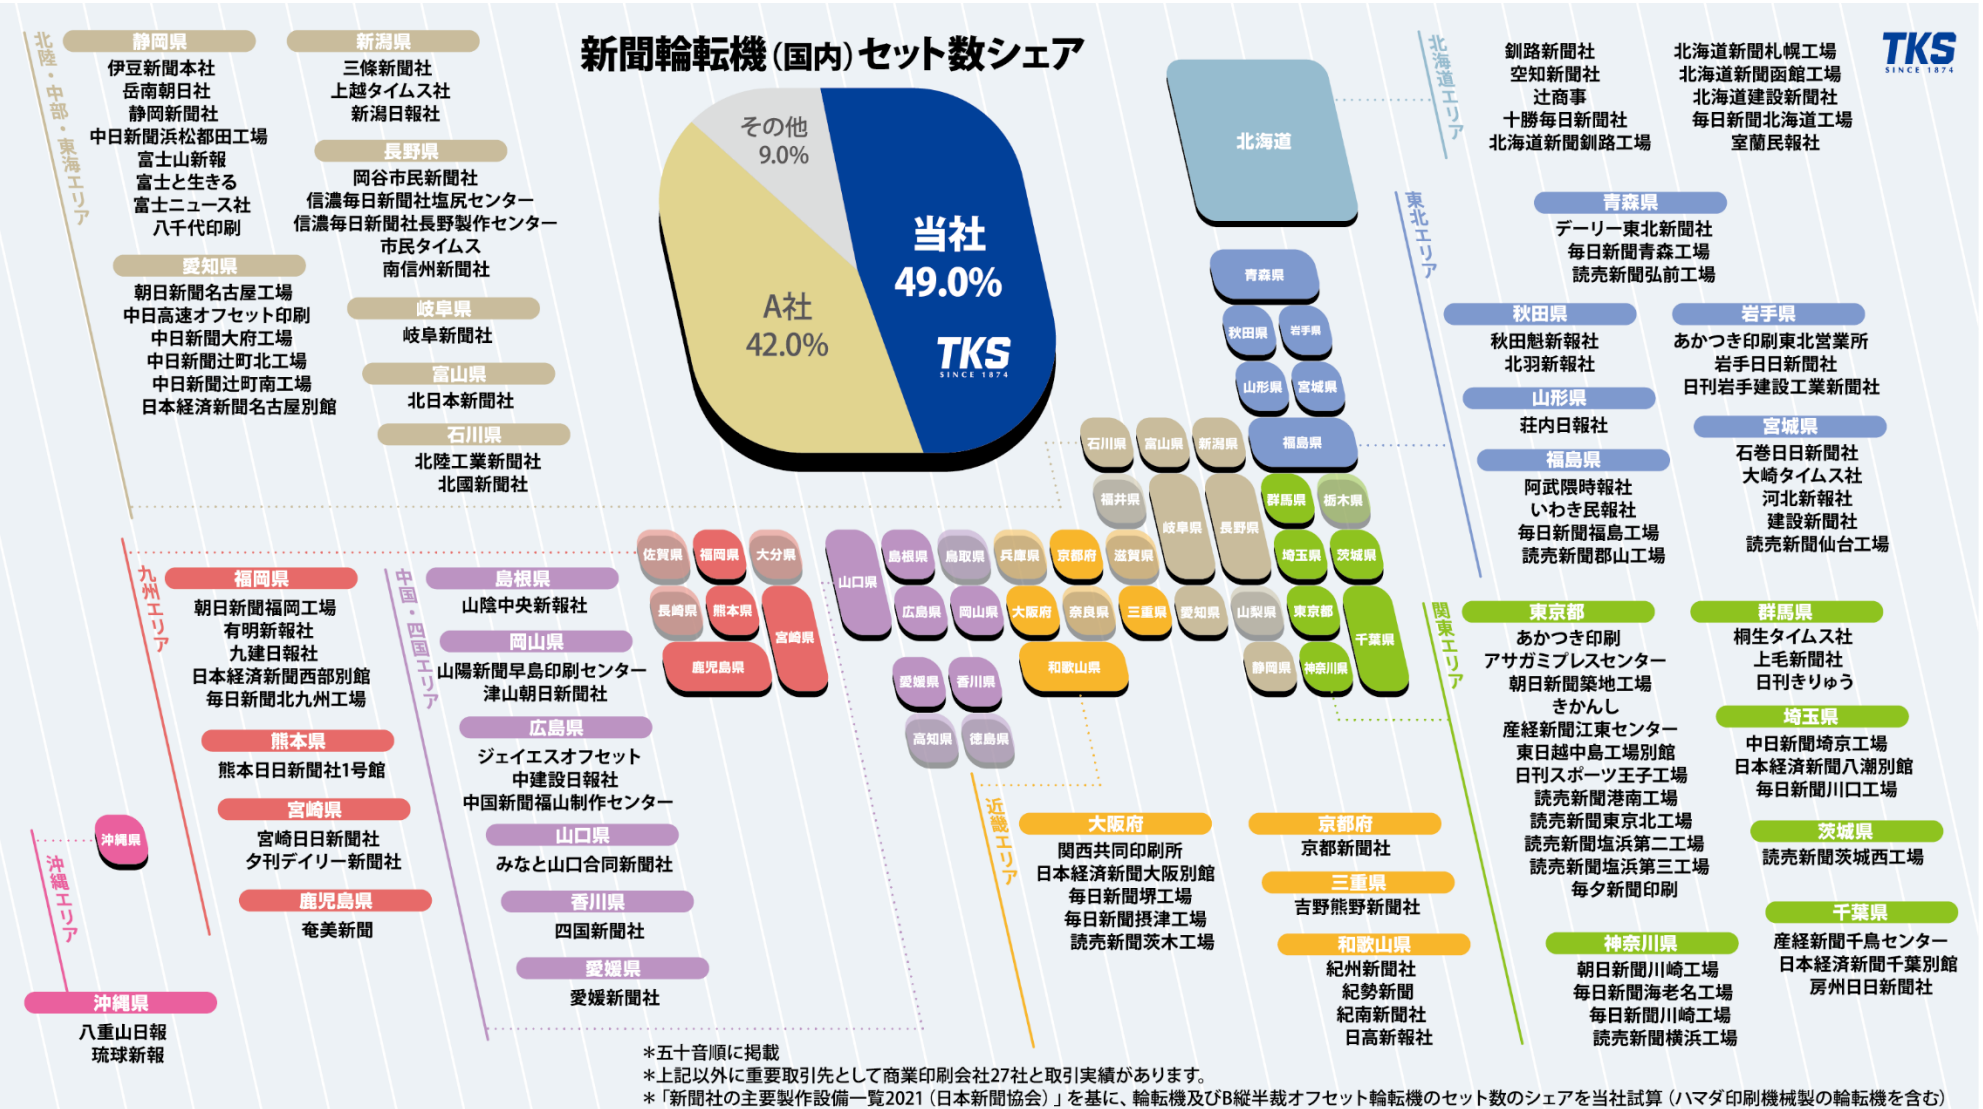 新聞輪転機（国内）セット数シェア
その他
9.0%
当社
49.0%
TKS
SINCE 1874
A社
42.0%
TKS
SINCE 1874
北陸・中部・東海エリア
静岡県
伊豆新聞本社
岳南朝日社
静岡新聞社
中日新聞浜松都田工場
富士山新報
富士と生きる
富士ニュース社
八千代印刷
愛知県
朝日新聞名古屋工場
中日高速オフセット印刷
中日新聞大府工場
中日新聞辻町北工場
中日新聞辻町南工場
日本経済新聞名古屋別館
新潟県
三條新聞社
上越タイムス社
新潟日報社
長野県
岡谷市民新聞社
信濃毎日新聞社塩尻センター
信濃毎日新聞社長野製作センター
市民タイムス
南信州新聞社
岐阜県
岐阜新聞社
富山県
北日本新聞社
石川県
北陸工業新聞社
北國新聞社
北海道エリア
釧路新聞社
空知新聞社
辻商事
十勝毎日新聞社
北海道新聞釧路工場
北海道新聞札幌工場
北海道新聞函館工場
北海道建設新聞社
毎日新聞北海道工場
室蘭民報社
東北エリア
青森県
デーリー東北新聞社
毎日新聞青森工場
読売新聞弘前工場
秋田県
秋田魁新報社
北羽新報社
山形県
荘内日報社
福島県
阿武隈時報社
いわき民報社
毎日新聞福島工場
読売新聞郡山工場
岩手県
あかつき印刷東北営業所
岩手日日新聞社
日刊岩手建設工業新聞社
宮城県
石巻日日新聞社
大崎タイムス社
河北新報社
建設新聞社
読売新聞仙台工場
北海道
青森県
秋田県
岩手県
山形県
宮城県
石川県
富山県
新潟県
福島県
福井県
岐阜県
長野県
群馬県
栃木県
佐賀県
福岡県
大分県
山口県
島根県
鳥取県
兵庫県
京都府
滋賀県
埼玉県
茨城県
長崎県
熊本県
宮崎県
広島県
岡山県
大阪府
奈良県
三重県
愛知県
山梨県
東京都
千葉県
鹿児島県
愛媛県
香川県
和歌山県
静岡県
神奈川県
高知県
徳島県
沖縄県
九州エリア
福岡県
朝日新聞福岡工場
有明新報社
九建日報社
日本経済新聞西部別館
毎日新聞北九州工場
熊本県
熊本日日新聞社1号館
宮崎県
宮崎日日新聞社
夕刊デイリー新聞社
鹿児島県
奄美新聞
沖縄エリア
沖縄県
八重山日報
琉球新報
中国・四国エリア
島根県
山陰中央新報社
岡山県
山陽新聞早島印刷センター
津山朝日新聞社
広島県
ジェイエスオフセット
中建設日報社
中国新聞福山制作センター
山口県
みなと山口合同新聞社
香川県
四国新聞社
愛媛県
愛媛新聞社
近畿エリア
大阪府
関西共同印刷所
日本経済新聞大阪別館
毎日新聞堺工場
毎日新聞摂津工場
読売新聞茨木工場
京都府
京都新聞社
三重県
吉野熊野新聞社
和歌山県
紀州新聞社
紀勢新聞
紀南新聞社
日高新報社
関東エリア
東京都
あかつき印刷
アサガミプレスセンター
朝日新聞築地工場
きかんし
産経新聞江東センター
東日越中島工場別館
日刊スポーツ王子工場
読売新聞港南工場
読売新聞東京北工場
読売新聞塩浜第二工場
読売新聞塩浜第三工場
毎夕新聞印刷
神奈川県
朝日新聞川崎工場
毎日新聞海老名工場
毎日新聞川崎工場
読売新聞横浜工場
群馬県
桐生タイムス社
上毛新聞社
日刊きりゅう
埼玉県
中日新聞埼京工場
日本経済新聞八潮別館
毎日新聞川口工場
茨城県
読売新聞茨城西工場
千葉県
産経新聞千鳥センター
日本経済新聞千葉別館
房州日日新聞社
＊五十音順に掲載
＊上記以外に重要取引先として商業印刷会社27社と取引実績があります。
＊「新聞社の主要製作設備一覧2021（日本新聞協会）」を基に、輪転機及びB縦半裁オフセット輪転機のセット数のシェアを当社試算（ハマダ印刷機械製の輪転機を含む）